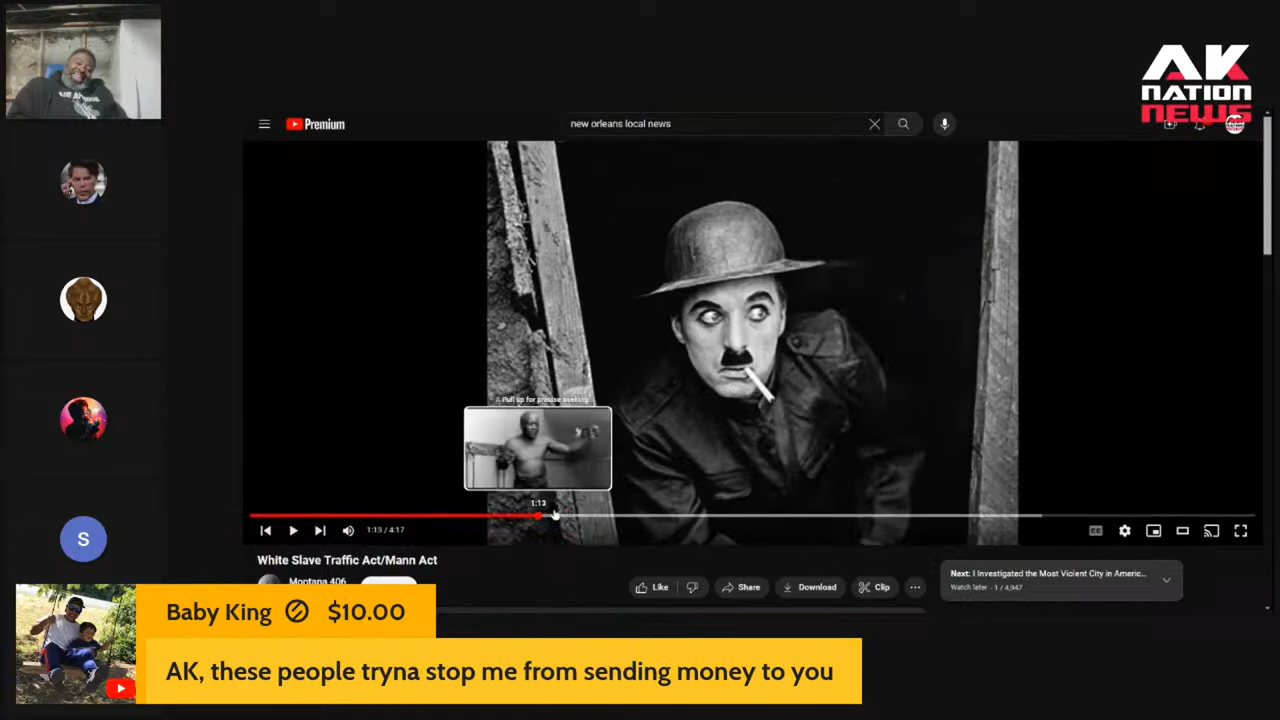 AK
NATION
NEWS
Premium
new orleans local news
Pull up for precise seeking
1:13
1:13 / 4:17
White Slave Traffic Act/Mann Act
Montana 406
Like
Share
Download
Clip
Next: I Investigated the Most Violent City in Americ...
Watch later - 1 / 4,947
S
Baby King $10.00
AK, these people tryna stop me from sending money to you